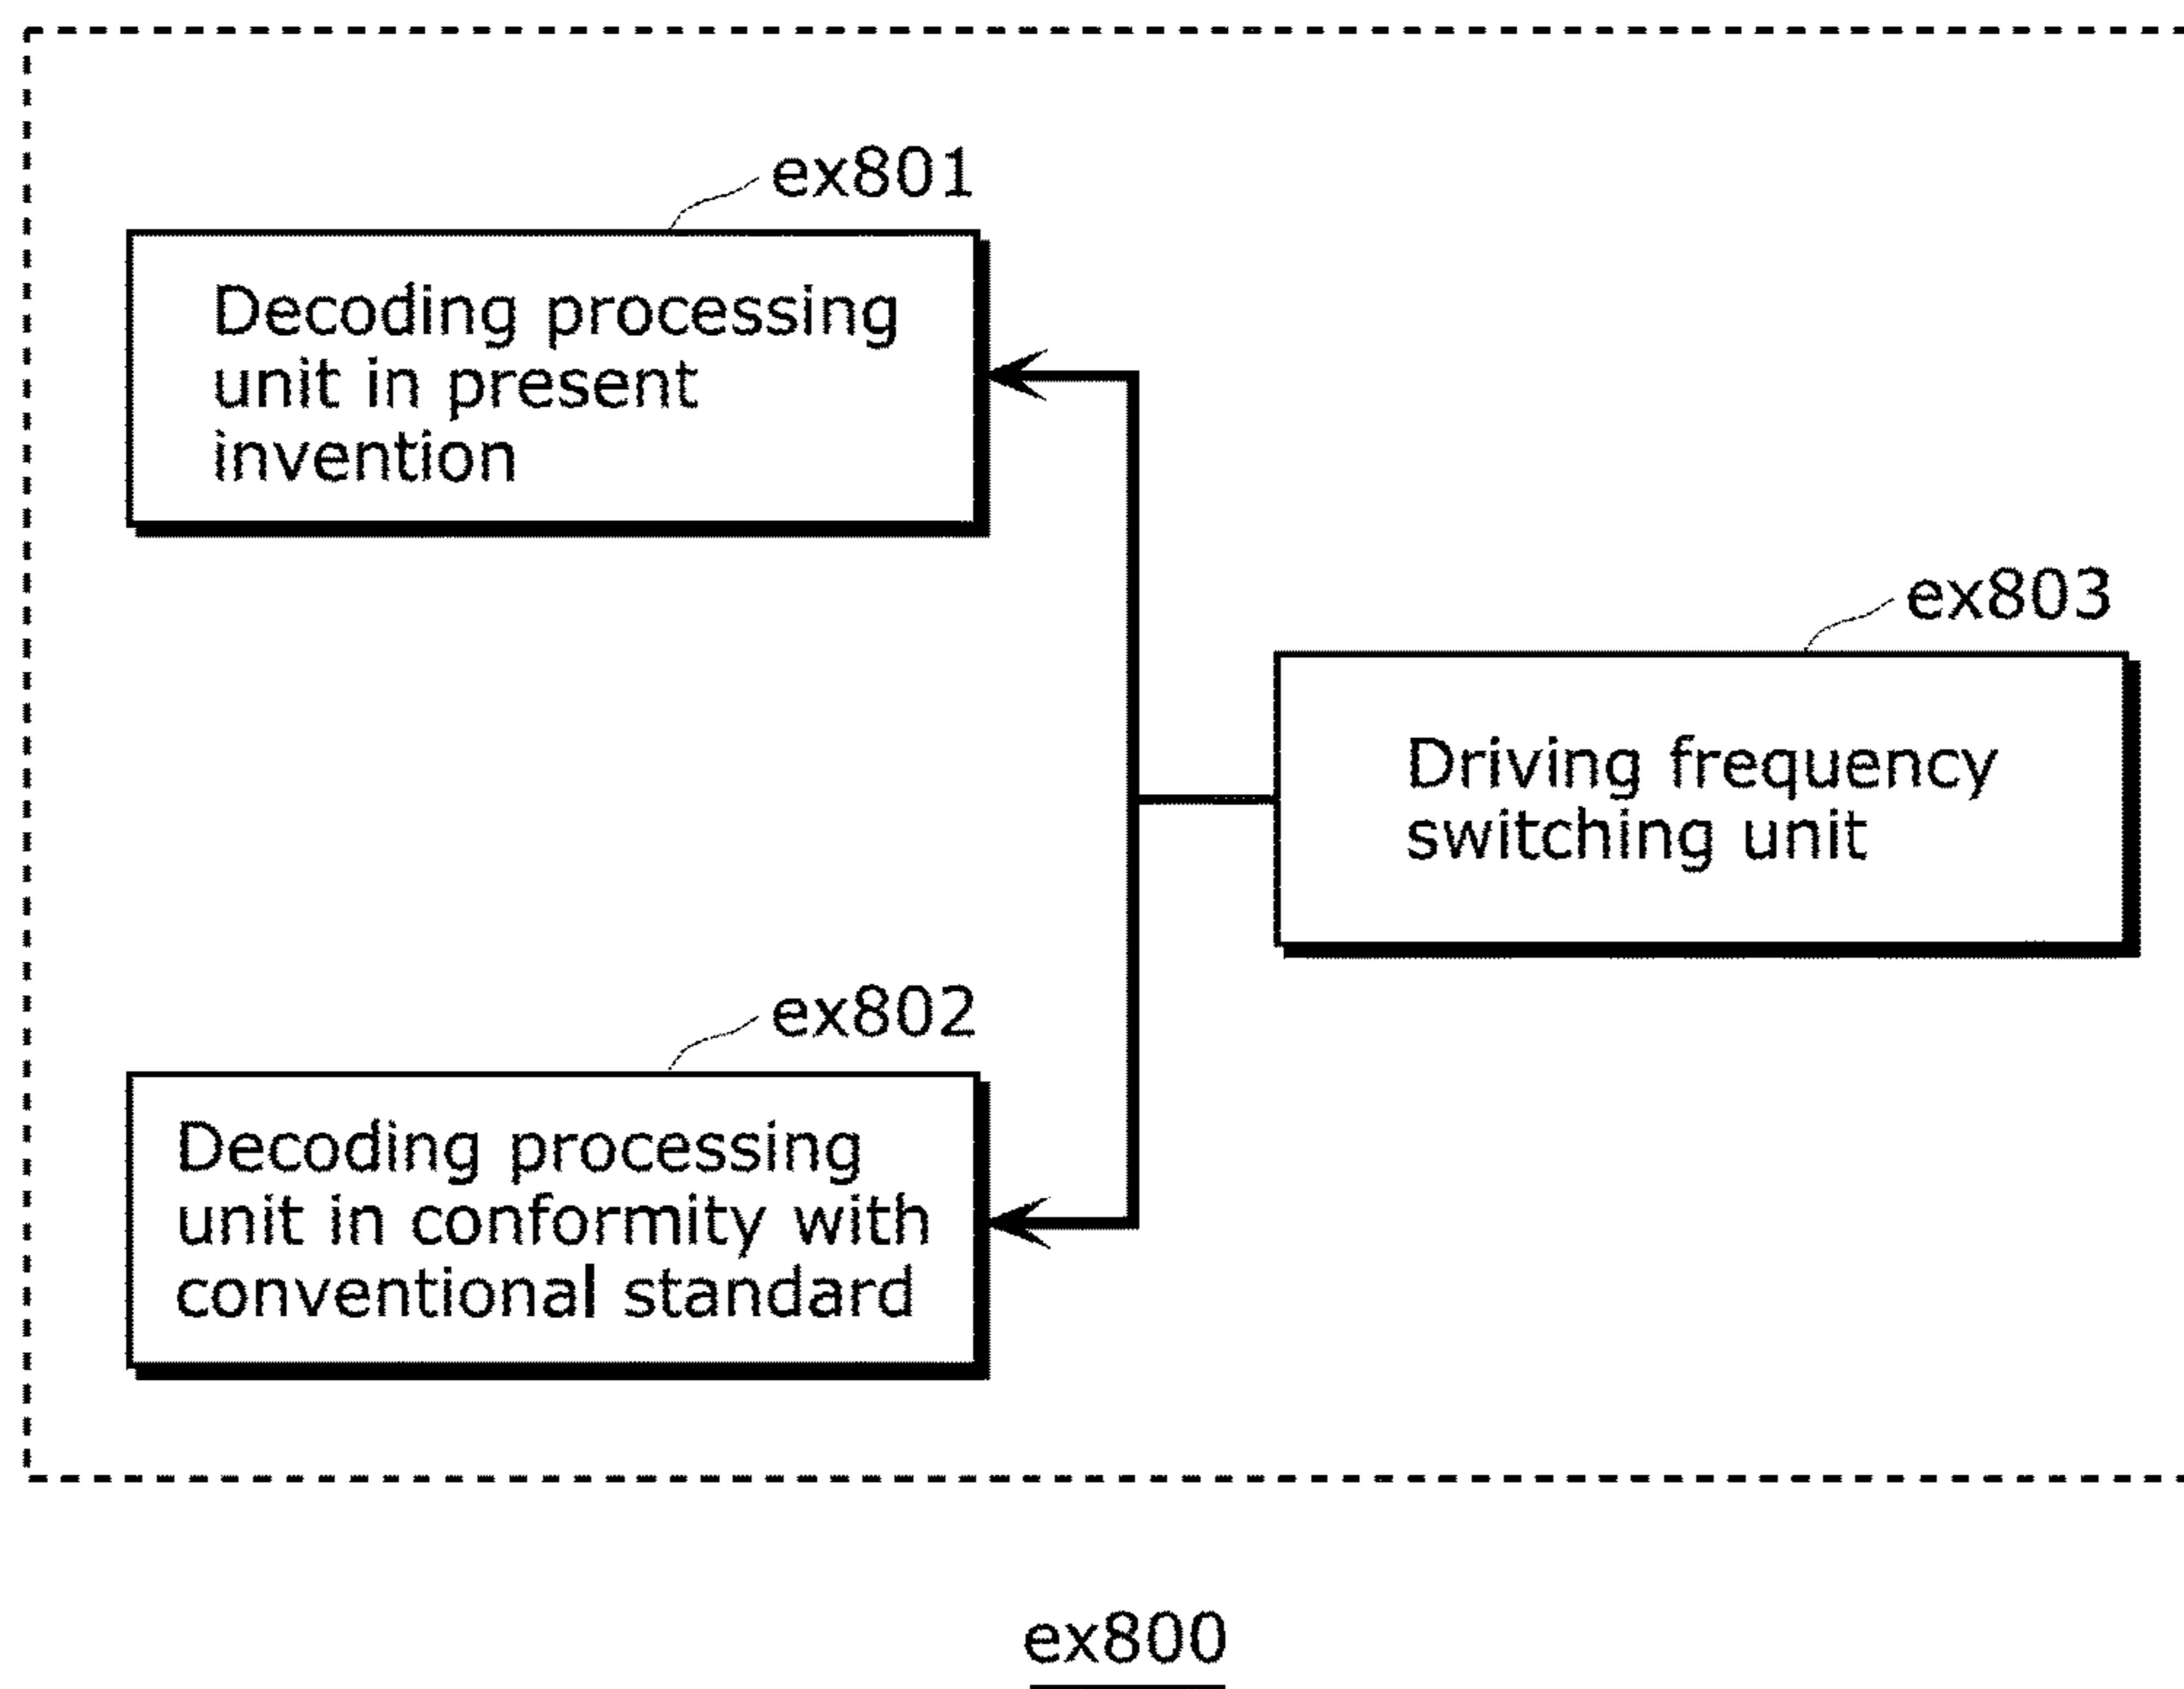 ex801
Decoding processing
unit in present
invention
ex803
Driving frequency
switching unit
ex802
Decoding processing
unit in conformity with
conventional standard
ex800